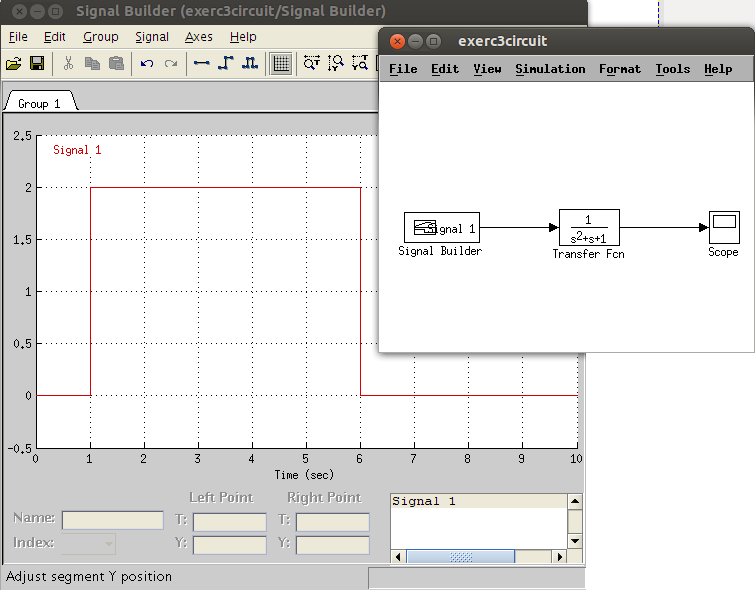 Signal Builder (exerc3circuit/Signal Builder)
File Edit Group Signal Axes Help
Group 1
2.5
Signal 1
2
1.5
1
0.5
0
-0.5
0 1 2 3 4 5 6 7 8 9 10
Time (sec)
Left Point Right Point
Name: T: T:
Index: Y: Y:
Signal 1
Adjust segment Y position
exerc3circuit
File Edit View Simulation Format Tools Help
Signal 1
Signal Builder
1
s2+s+1
Transfer Fcn
Scope